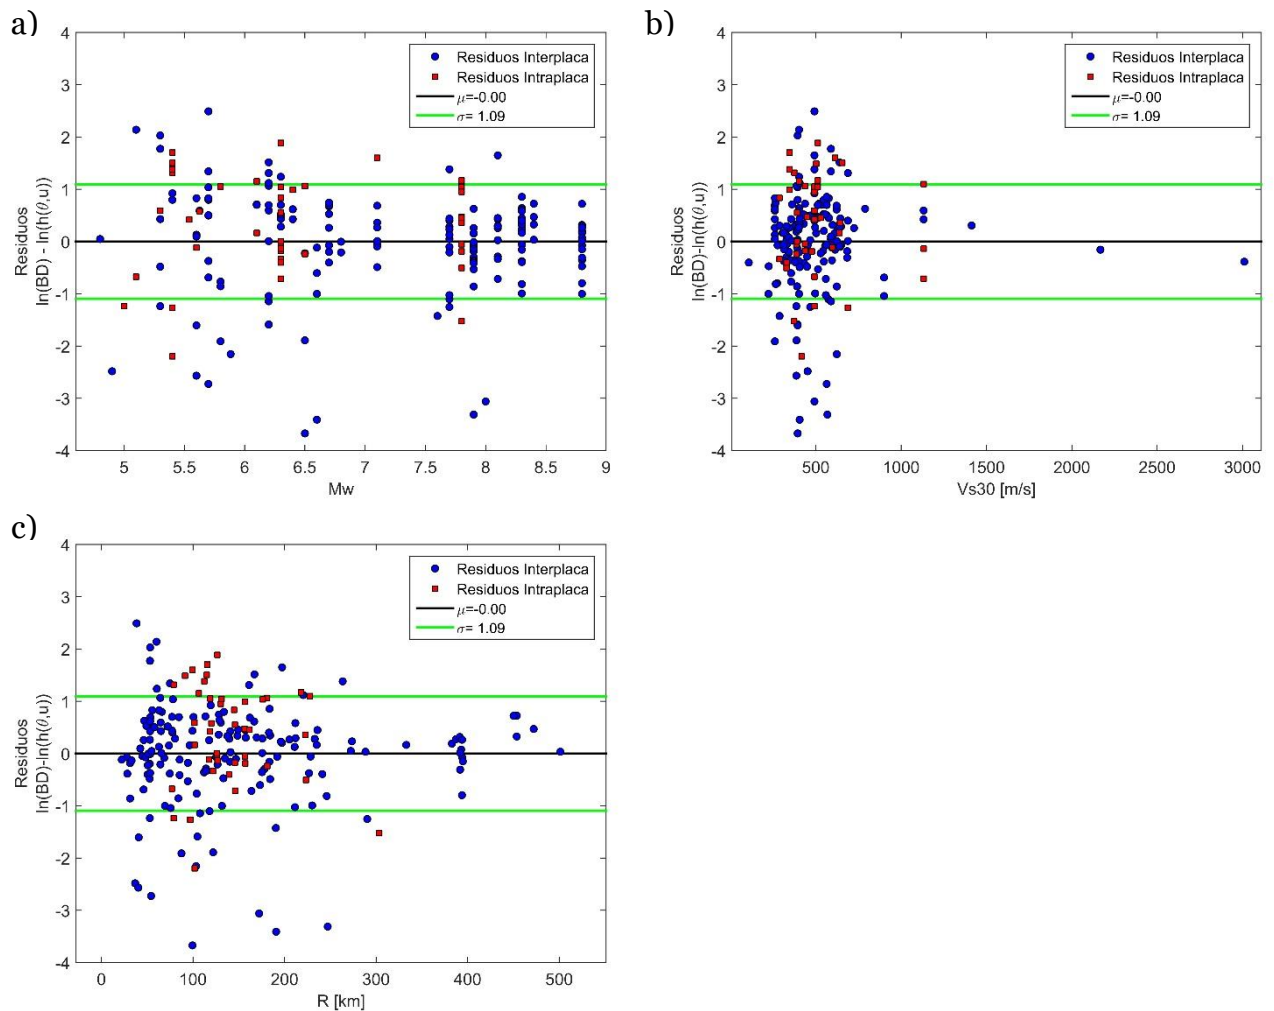 a)
4
3
2
1
0
-1
-2
-3
-4
Residuos
ln(BD) - ln(h(θ,u))
5
5.5
6
6.5
7
7.5
8
8.5
9
Mw
Residuos Interplaca
Residuos Intraplaca
μ=-0.00
σ= 1.09
b)
4
3
2
1
0
-1
-2
-3
-4
Residuos
ln(BD)-ln(h(θ,u))
500
1000
1500
2000
2500
3000
Vs30 [m/s]
Residuos Interplaca
Residuos Intraplaca
μ=-0.00
σ= 1.09
c)
4
3
2
1
0
-1
-2
-3
-4
Residuos
ln(BD)-ln(h(θ,u))
0
100
200
300
400
500
R [km]
Residuos Interplaca
Residuos Intraplaca
μ=-0.00
σ= 1.09